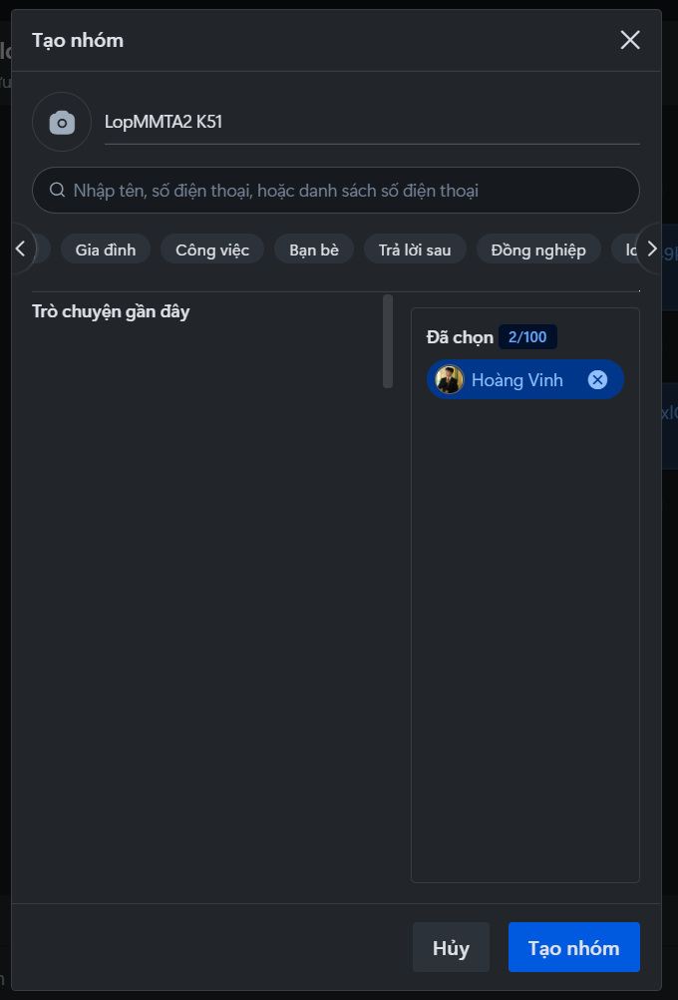 Tạo nhóm
LopMMTA2 K51
Nhập tên, số điện thoại, hoặc danh sách số điện thoại
Gia đình Công việc Bạn bè Trả lời sau Đồng nghiệp
Trò chuyện gần đây
Đã chọn 2/100
Hoàng Vinh
Hủy Tạo nhóm